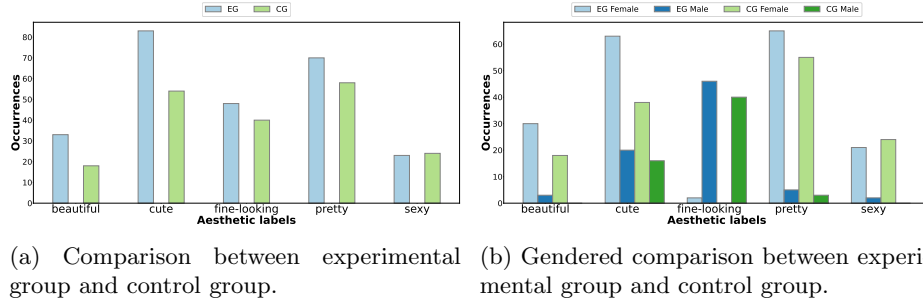 EG CG
Occurrences
80
70
60
50
40
30
20
10
0
beautiful cute fine-looking pretty sexy
Aesthetic labels
(a) Comparison between experimental
group and control group.
EG Female EG Male CG Female CG Male
Occurrences
60
50
40
30
20
10
0
beautiful cute fine-looking pretty sexy
Aesthetic labels
(b) Gendered comparison between experi-
mental group and control group.